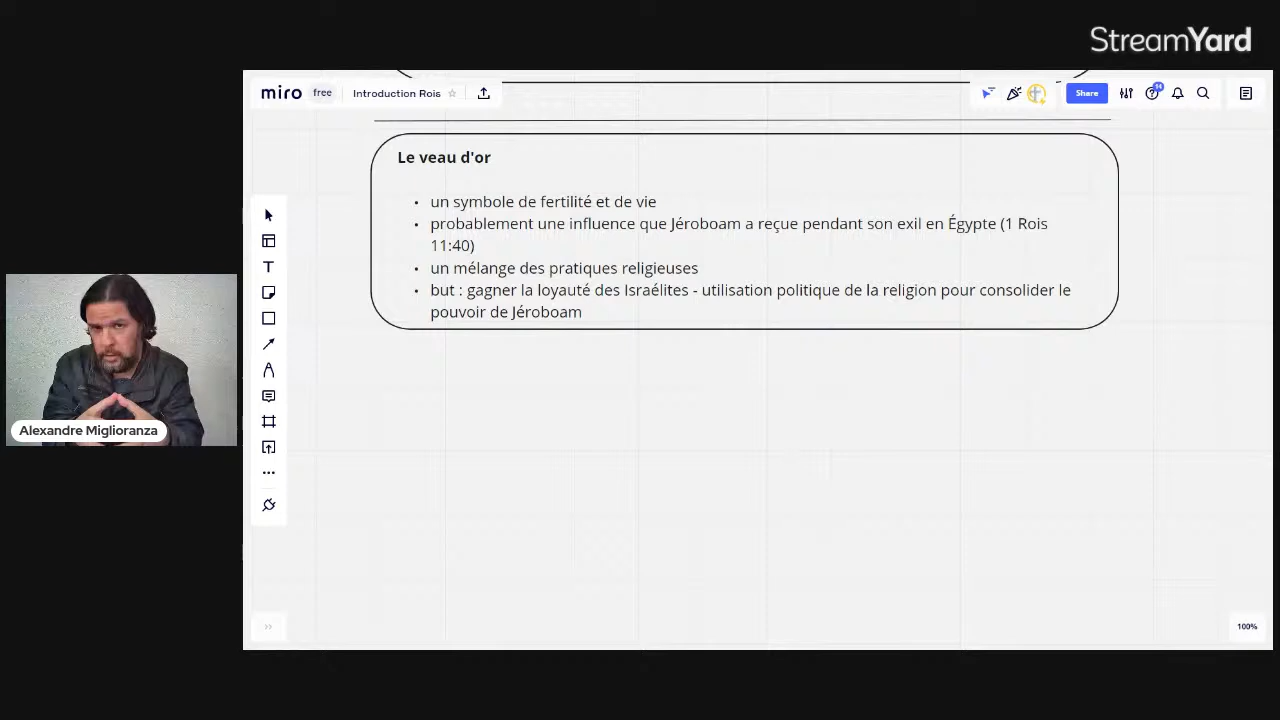 StreamYard
miro free Introduction Rois Share 14
Le veau d'or
• un symbole de fertilité et de vie
• probablement une influence que Jéroboam a reçue pendant son exil en Égypte (1 Rois
11:40)
• un mélange des pratiques religieuses
• but : gagner la loyauté des Israélites - utilisation politique de la religion pour consolider le
pouvoir de Jéroboam
Alexandre Miglioranza
100%